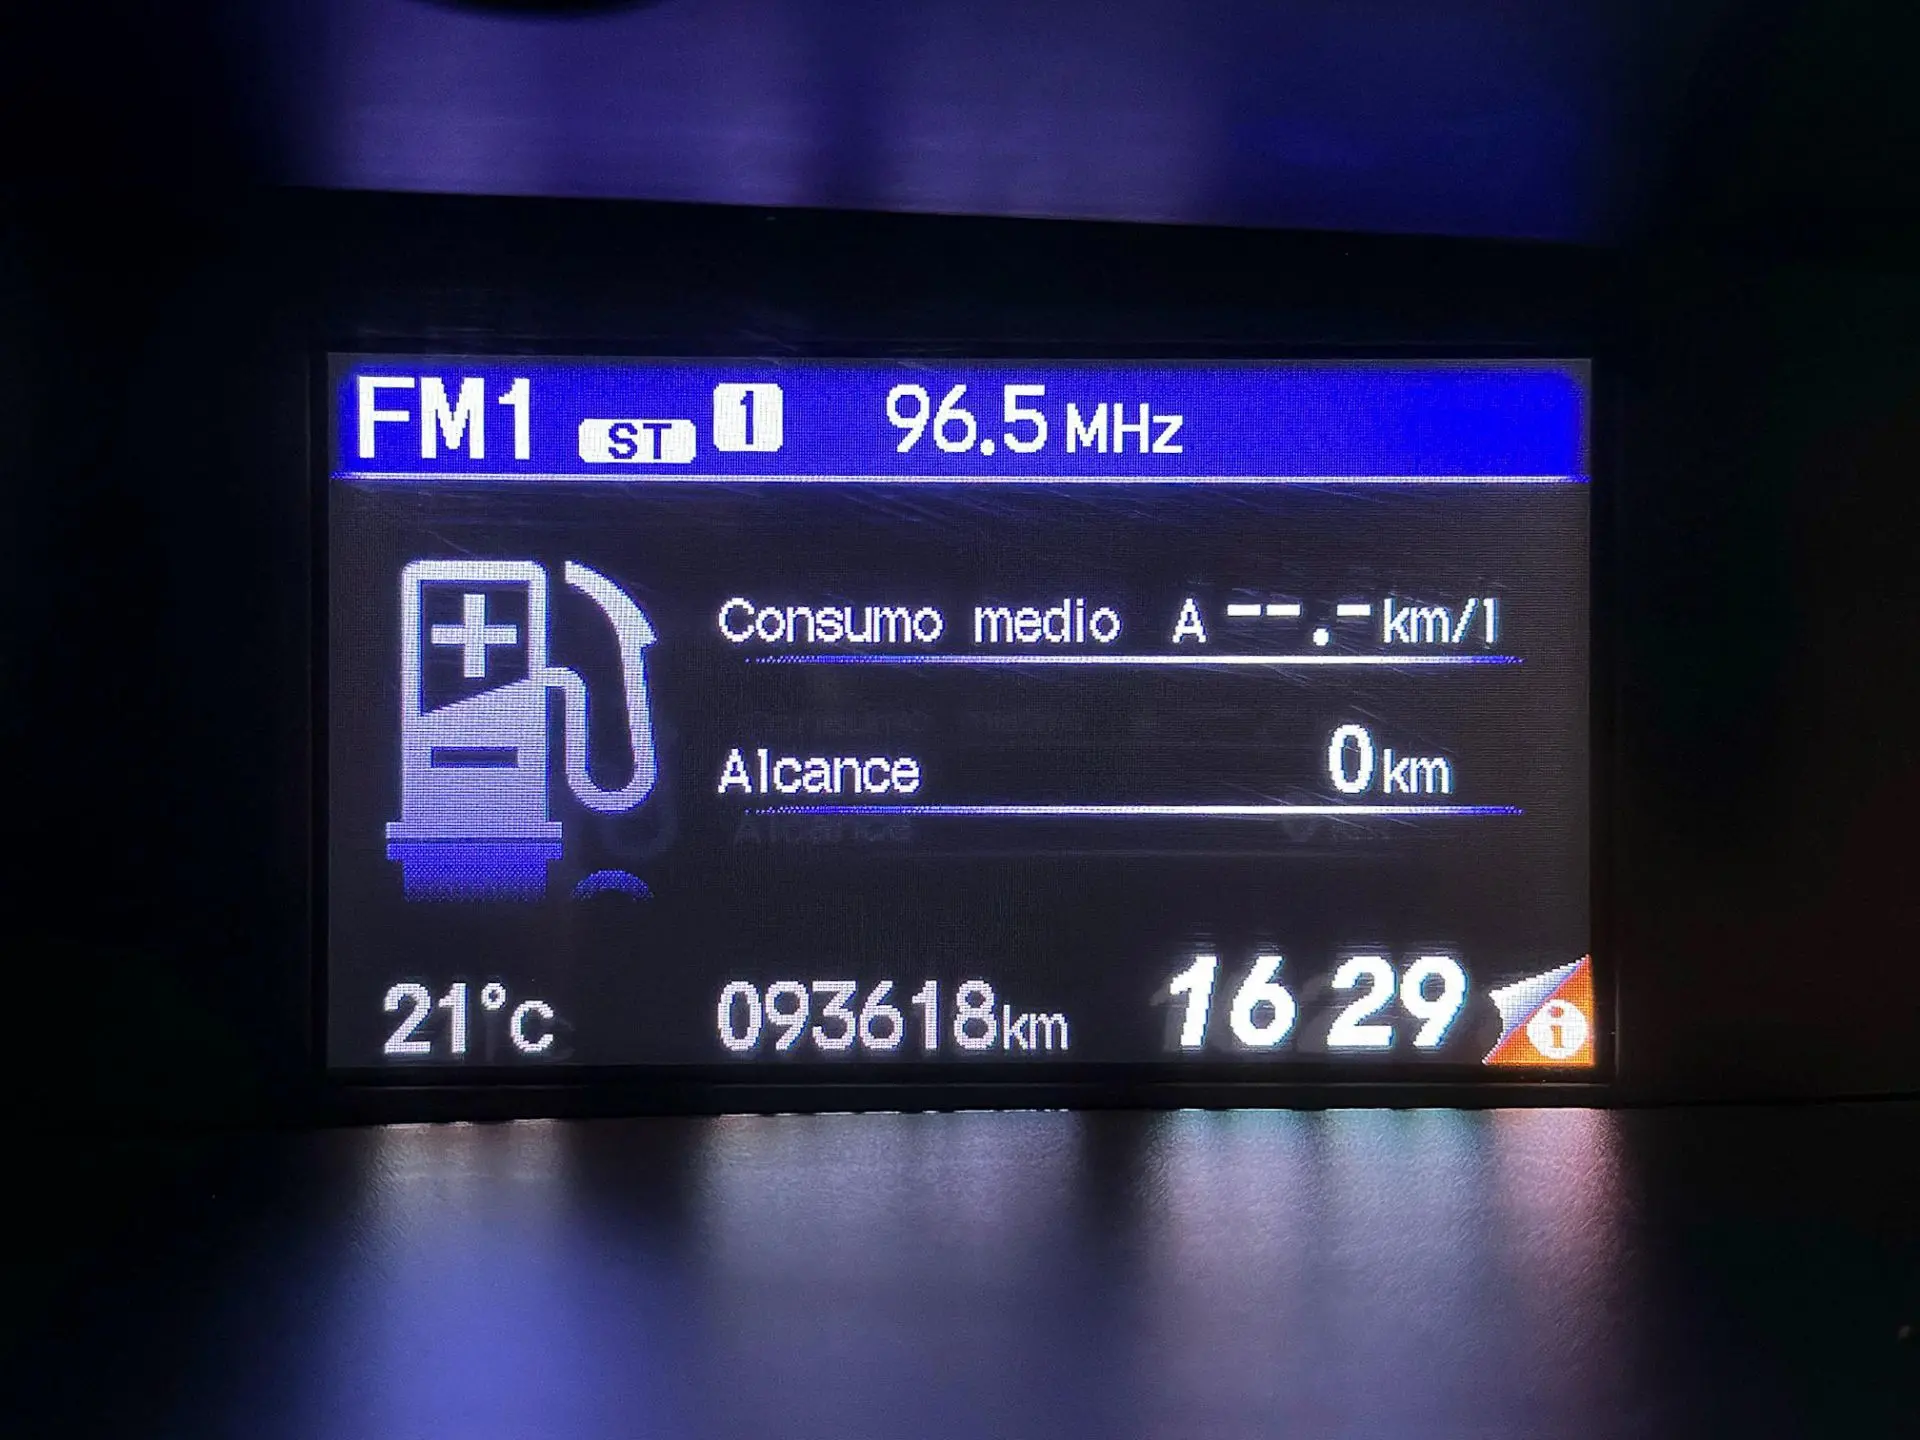 FM1 ST 1 96.5 MHz
Consumo medio A --.- km/l
Alcance 0 km
21°C 093618km 16 29 i